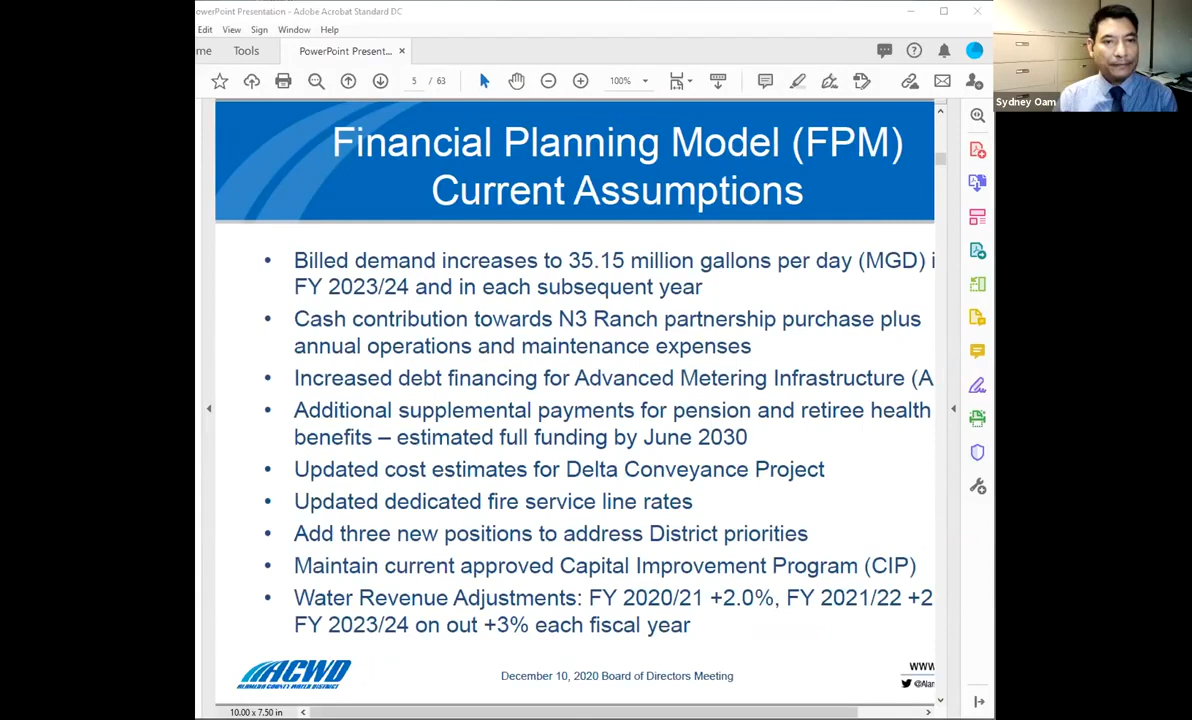 owerPoint Presentation - Adobe Acrobat Standard DC
Edit View Sign Window Help
me Tools PowerPoint Present... ×
5 / 63 100%
Sydney Oam
Financial Planning Model (FPM)
Current Assumptions
• Billed demand increases to 35.15 million gallons per day (MGD) i
FY 2023/24 and in each subsequent year
• Cash contribution towards N3 Ranch partnership purchase plus
annual operations and maintenance expenses
• Increased debt financing for Advanced Metering Infrastructure (A
• Additional supplemental payments for pension and retiree health
benefits – estimated full funding by June 2030
• Updated cost estimates for Delta Conveyance Project
• Updated dedicated fire service line rates
• Add three new positions to address District priorities
• Maintain current approved Capital Improvement Program (CIP)
• Water Revenue Adjustments: FY 2020/21 +2.0%, FY 2021/22 +2
FY 2023/24 on out +3% each fiscal year
ACWD
ALAMEDA COUNTY WATER DISTRICT
December 10, 2020 Board of Directors Meeting
WWW
@Alam
10.00 x 7.50 in